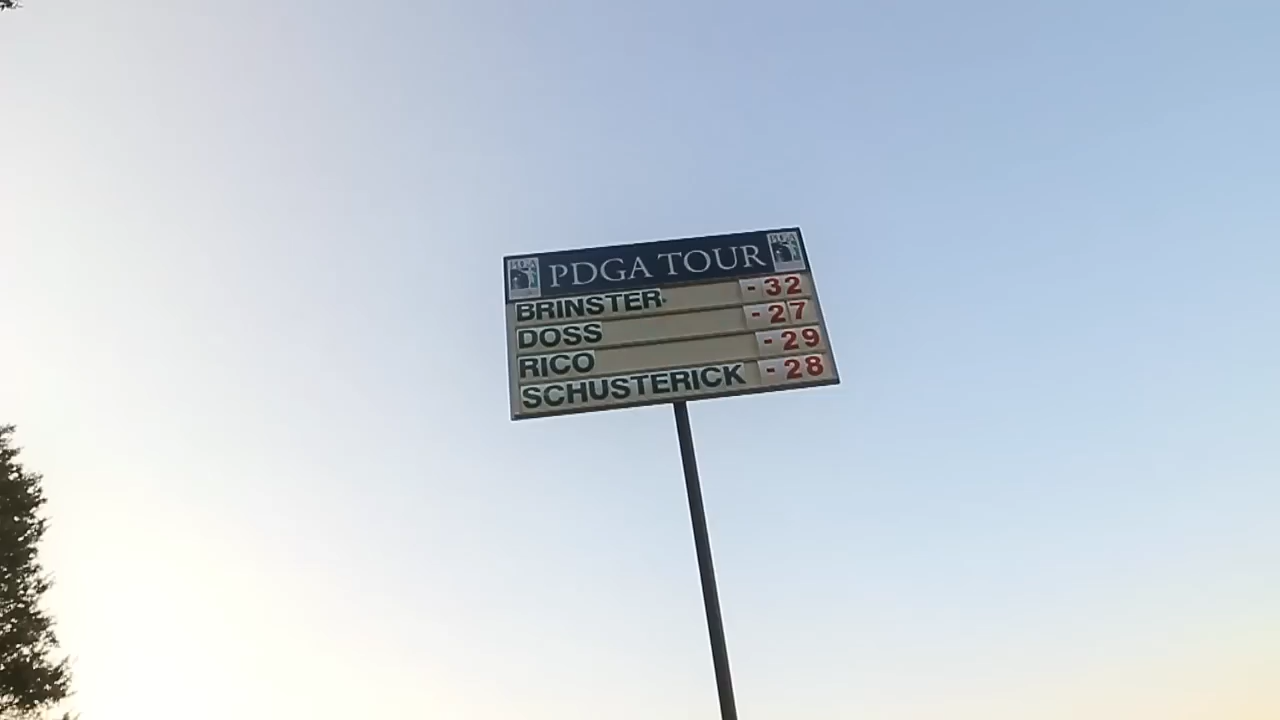 PDGA TOUR
BRINSTER -32
DOSS -27
RICO -29
SCHUSTERICK -28